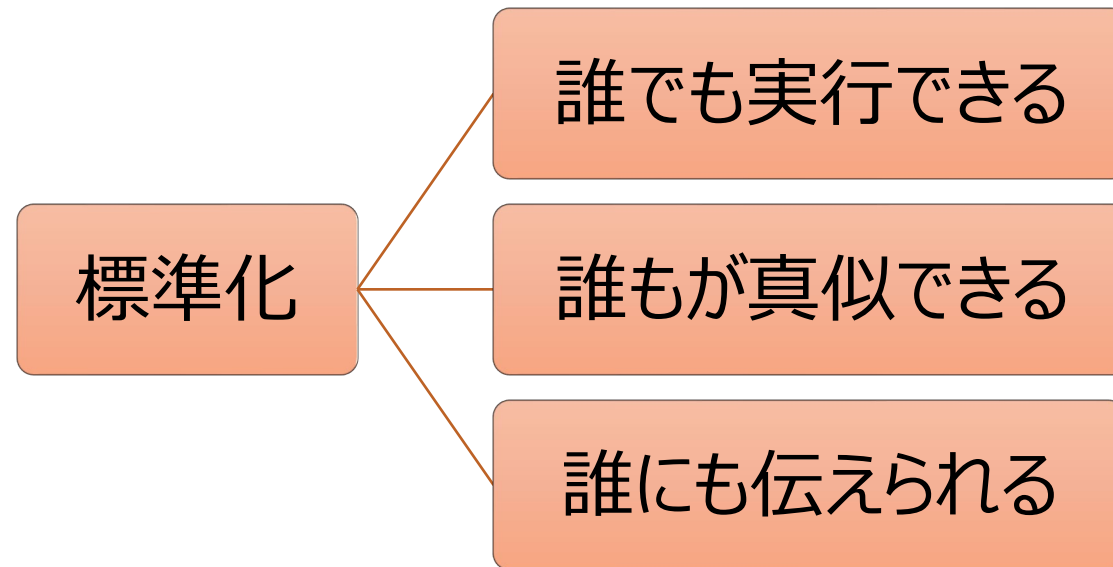 標準化
誰でも実行できる
誰もが真似できる
誰にも伝えられる